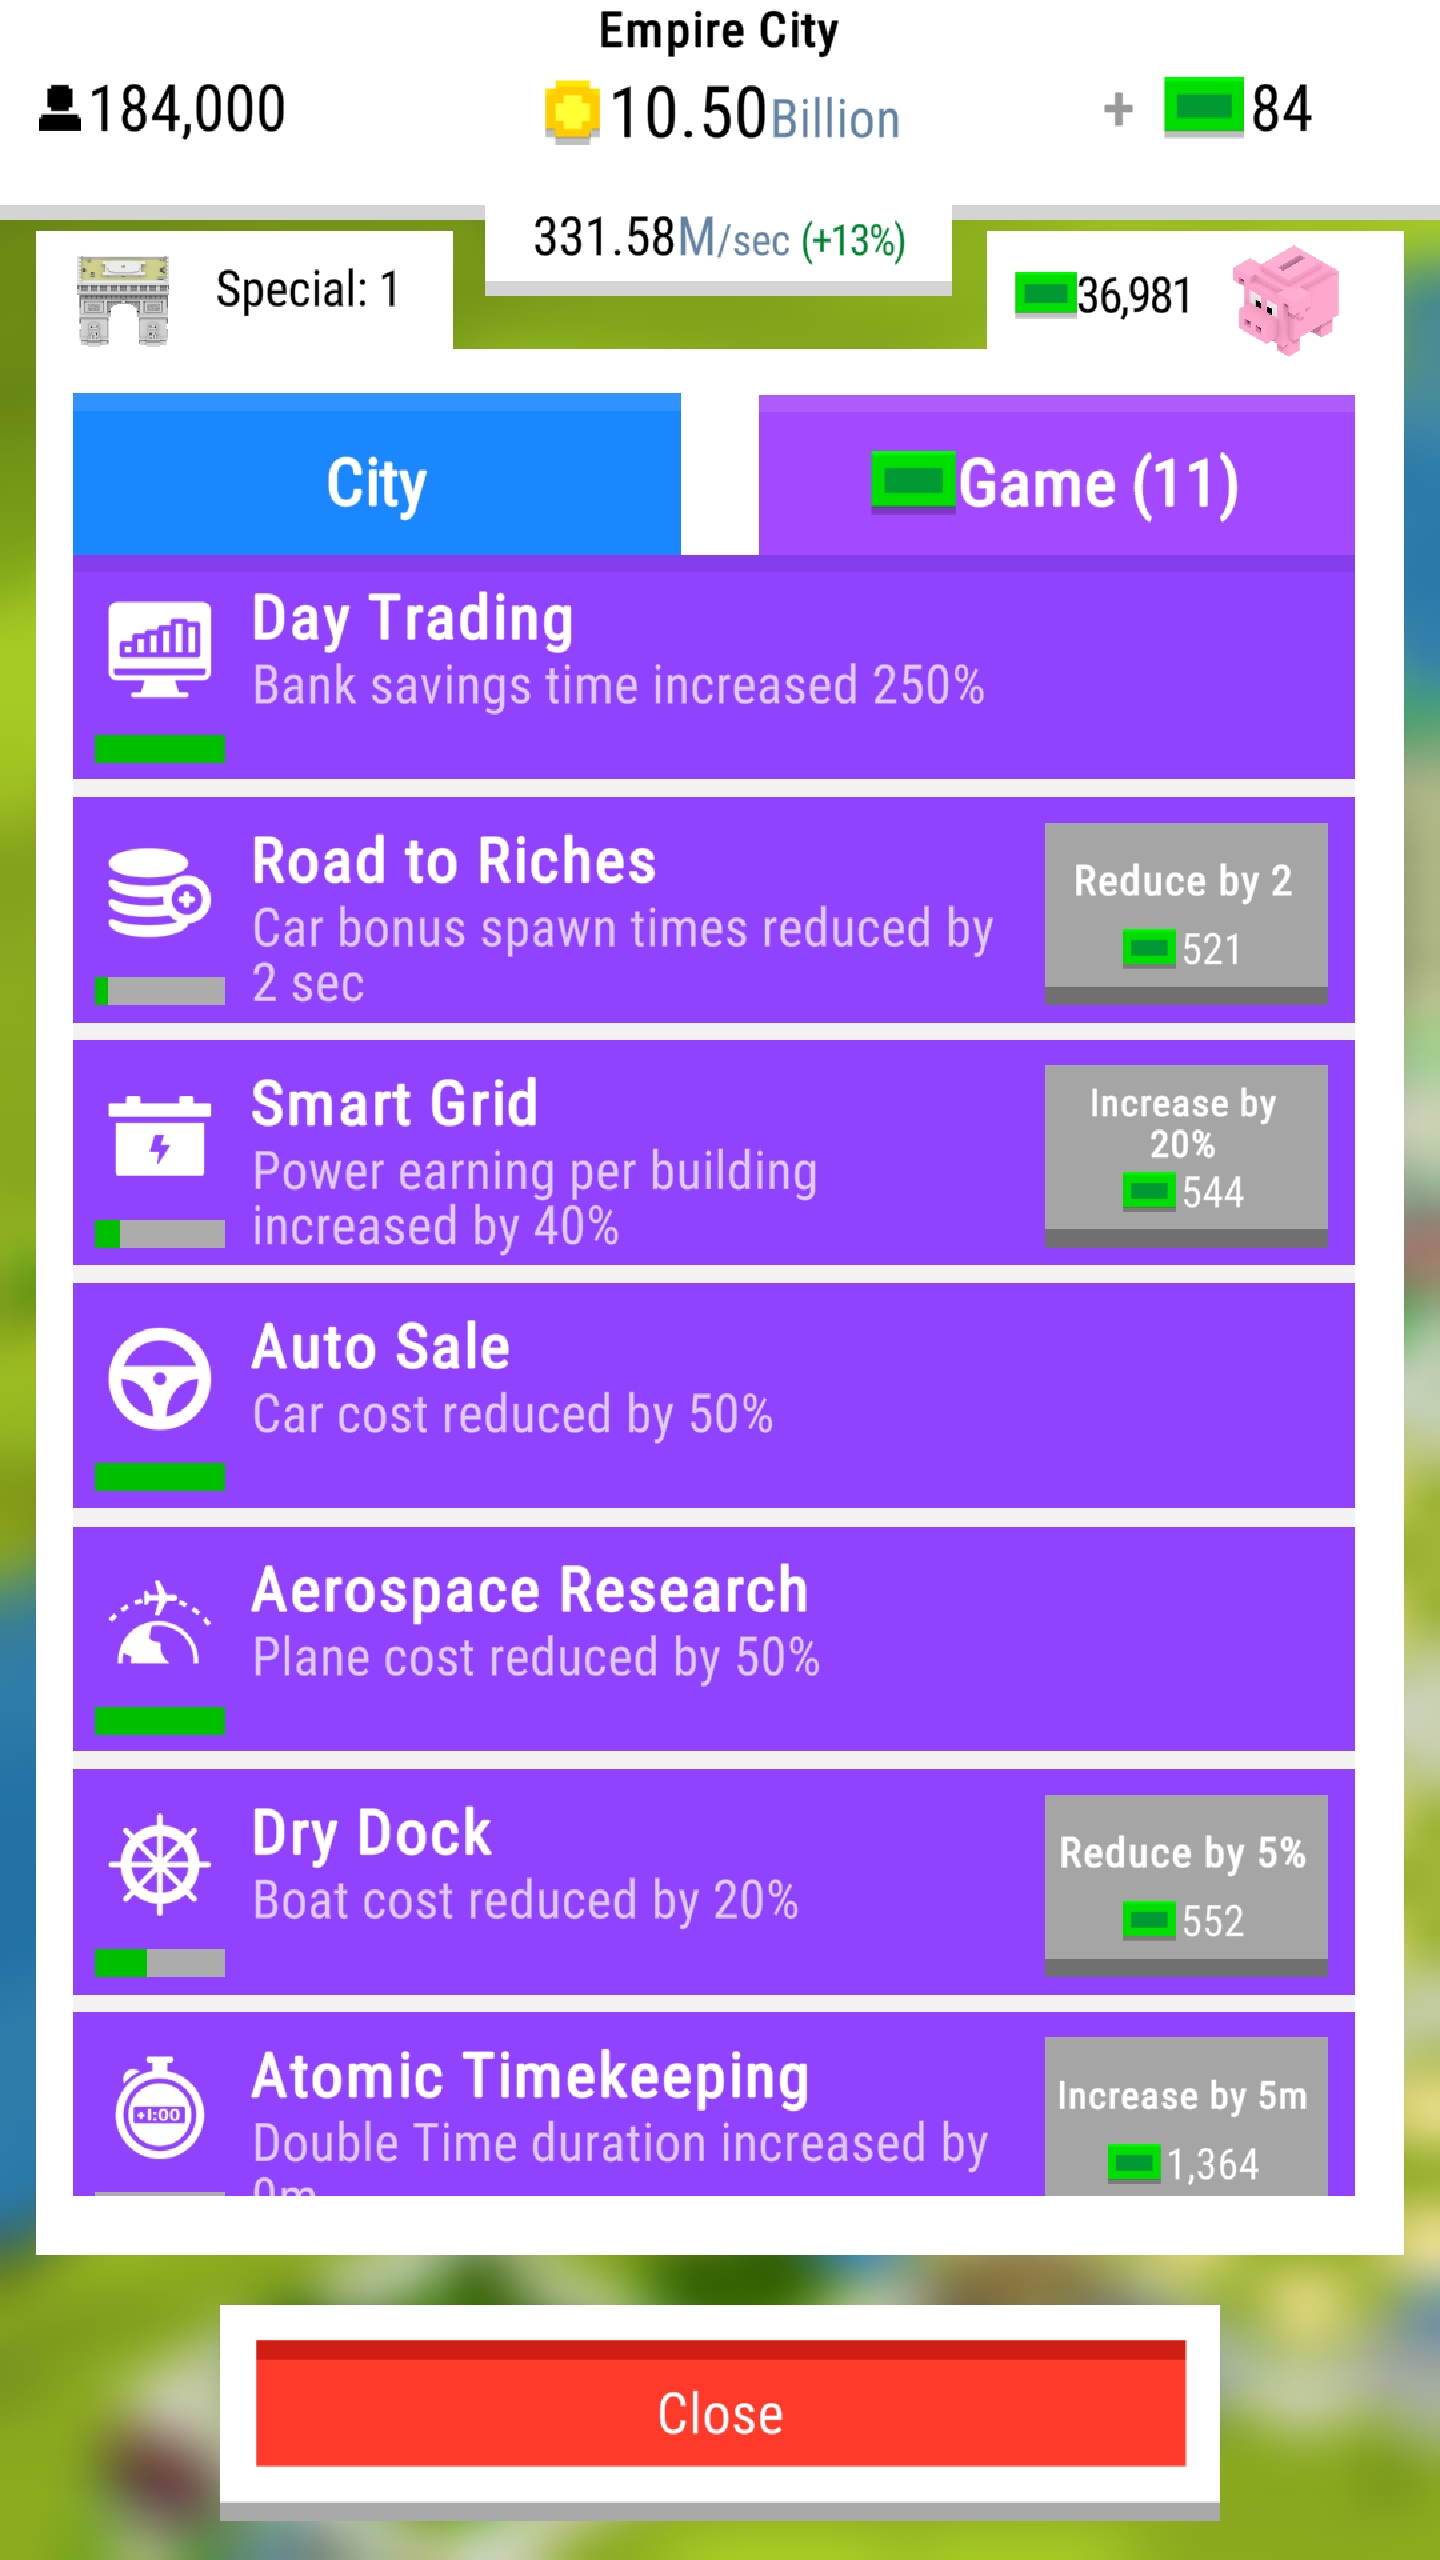 Empire City
184,000
10.50Billion
+ 84
331.58M/sec (+13%)
Special: 1
36,981
City
Game (11)
Day Trading
Bank savings time increased 250%
Road to Riches
Car bonus spawn times reduced by
2 sec
Reduce by 2
521
Smart Grid
Power earning per building
increased by 40%
Increase by
20%
544
Auto Sale
Car cost reduced by 50%
Aerospace Research
Plane cost reduced by 50%
Dry Dock
Boat cost reduced by 20%
Reduce by 5%
552
+1:00
Atomic Timekeeping
Double Time duration increased by
0m
Increase by 5m
1,364
Close